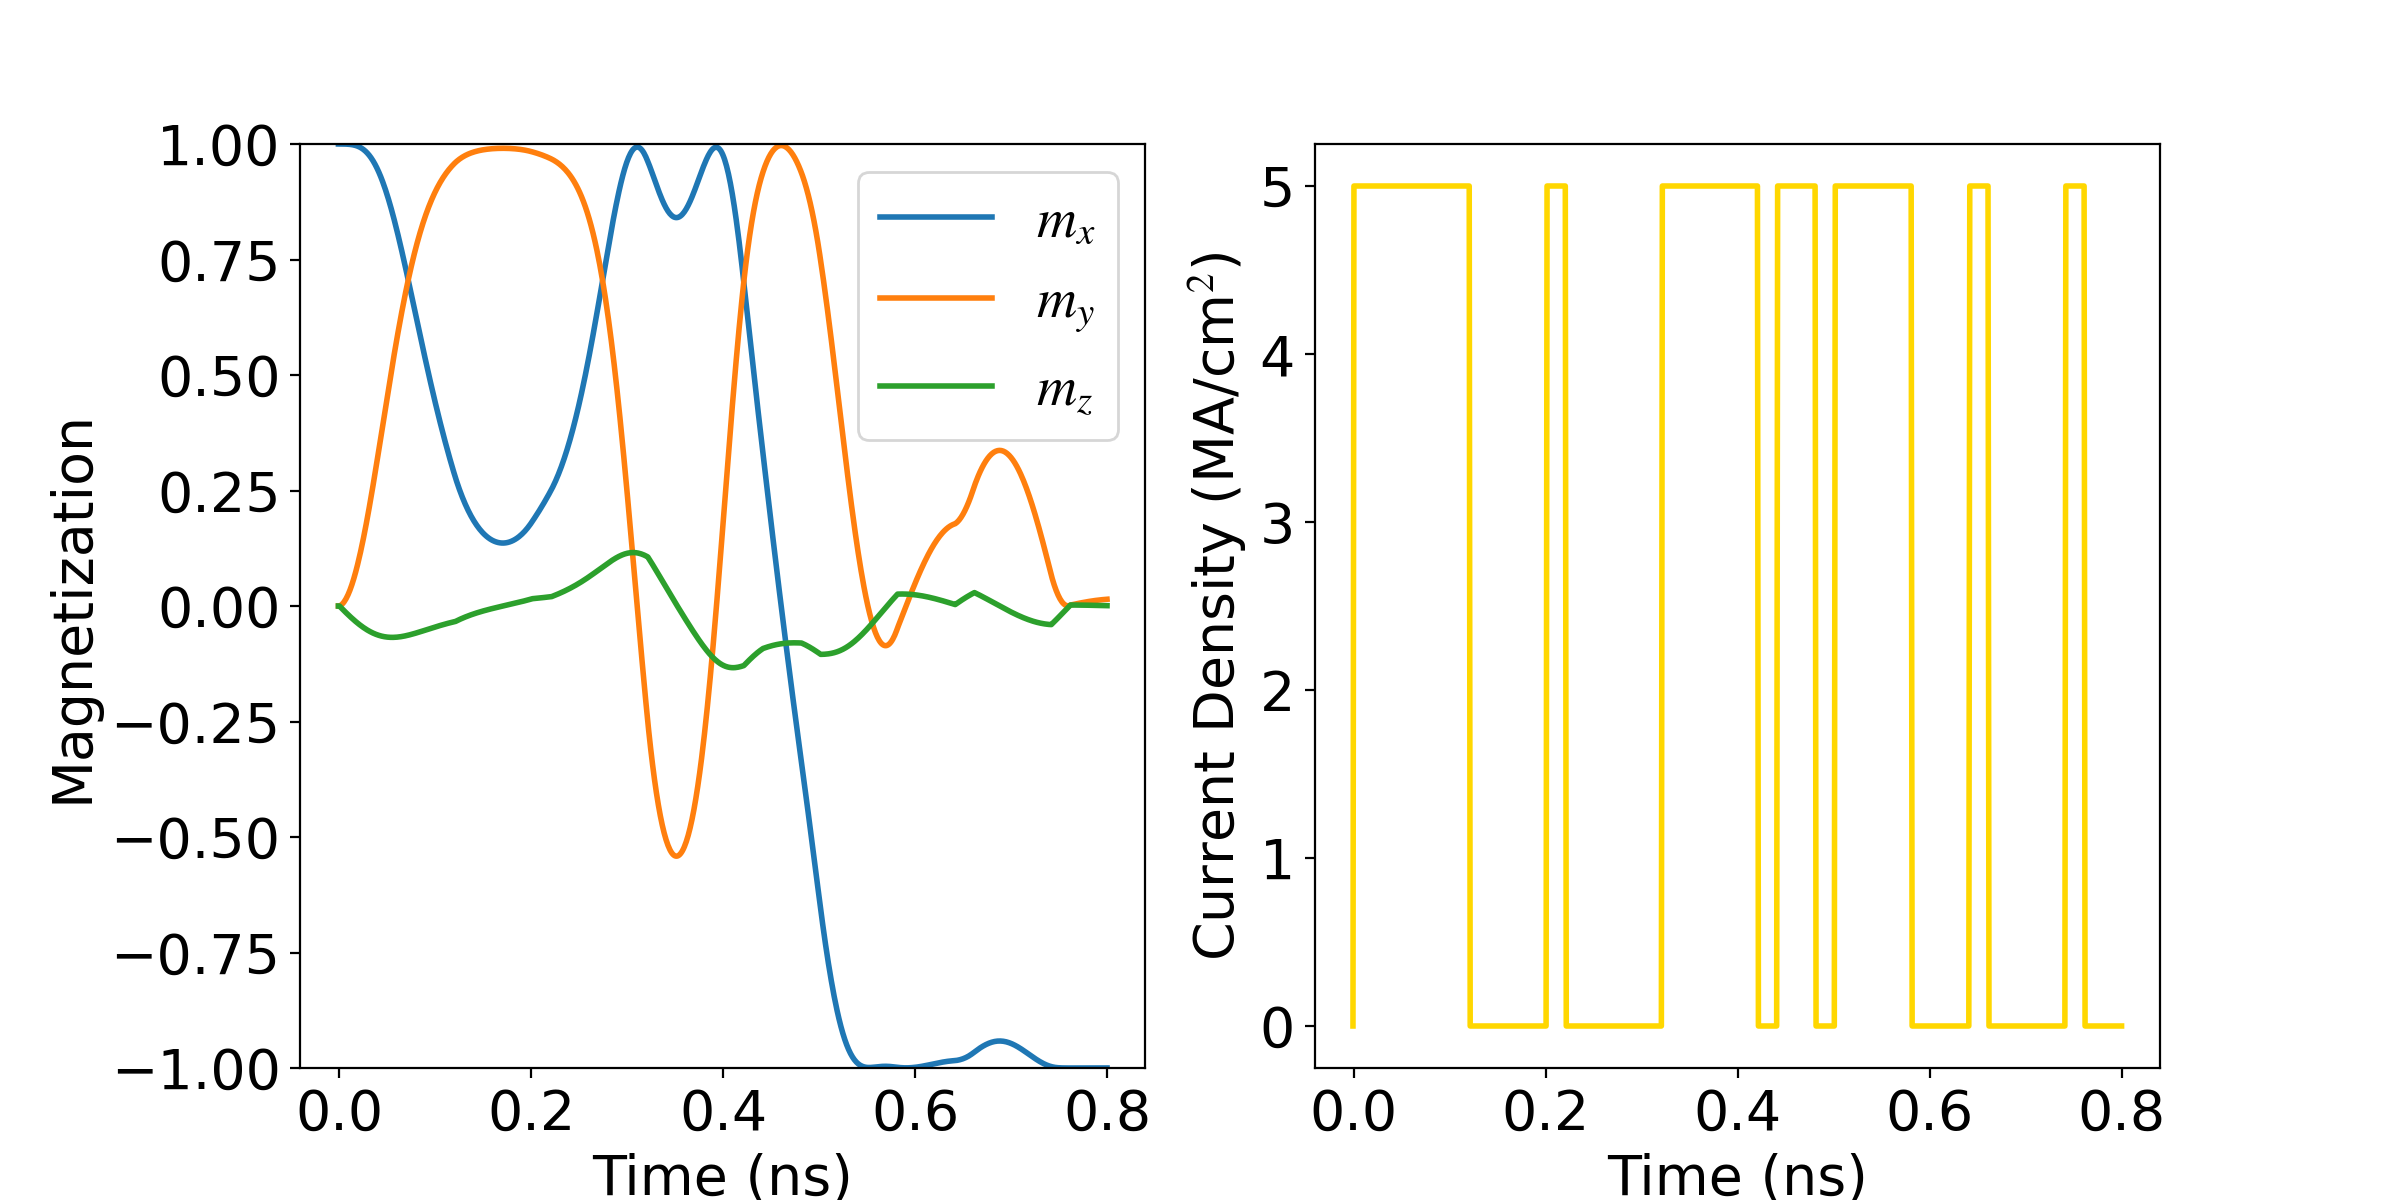 Magnetization
1.00
0.75
0.50
0.25
0.00
−0.25
−0.50
−0.75
−1.00
0.0 0.2 0.4 0.6 0.8
Time (ns)
mₓ
m_y
m_z
Current Density (MA/cm²)
5
4
3
2
1
0
0.0 0.2 0.4 0.6 0.8
Time (ns)